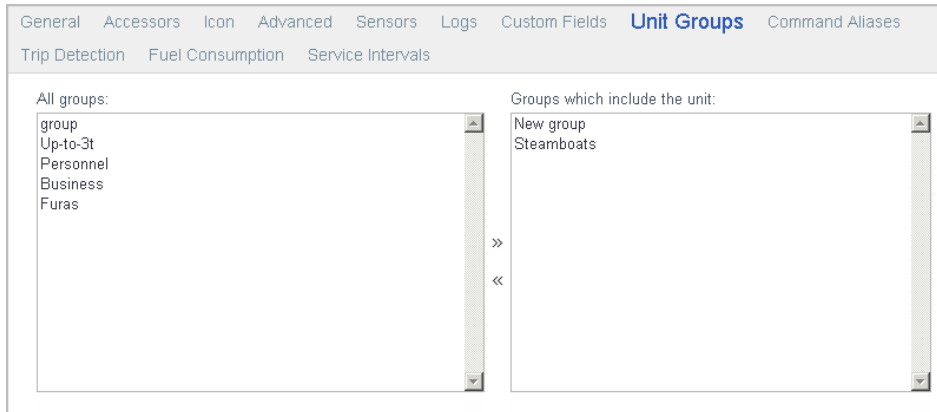 General Accessors Icon Advanced Sensors Logs Custom Fields Unit Groups Command Aliases
Trip Detection Fuel Consumption Service Intervals
All groups:
group
Up-to-3t
Personnel
Business
Furas
»
«
Groups which include the unit:
New group
Steamboats